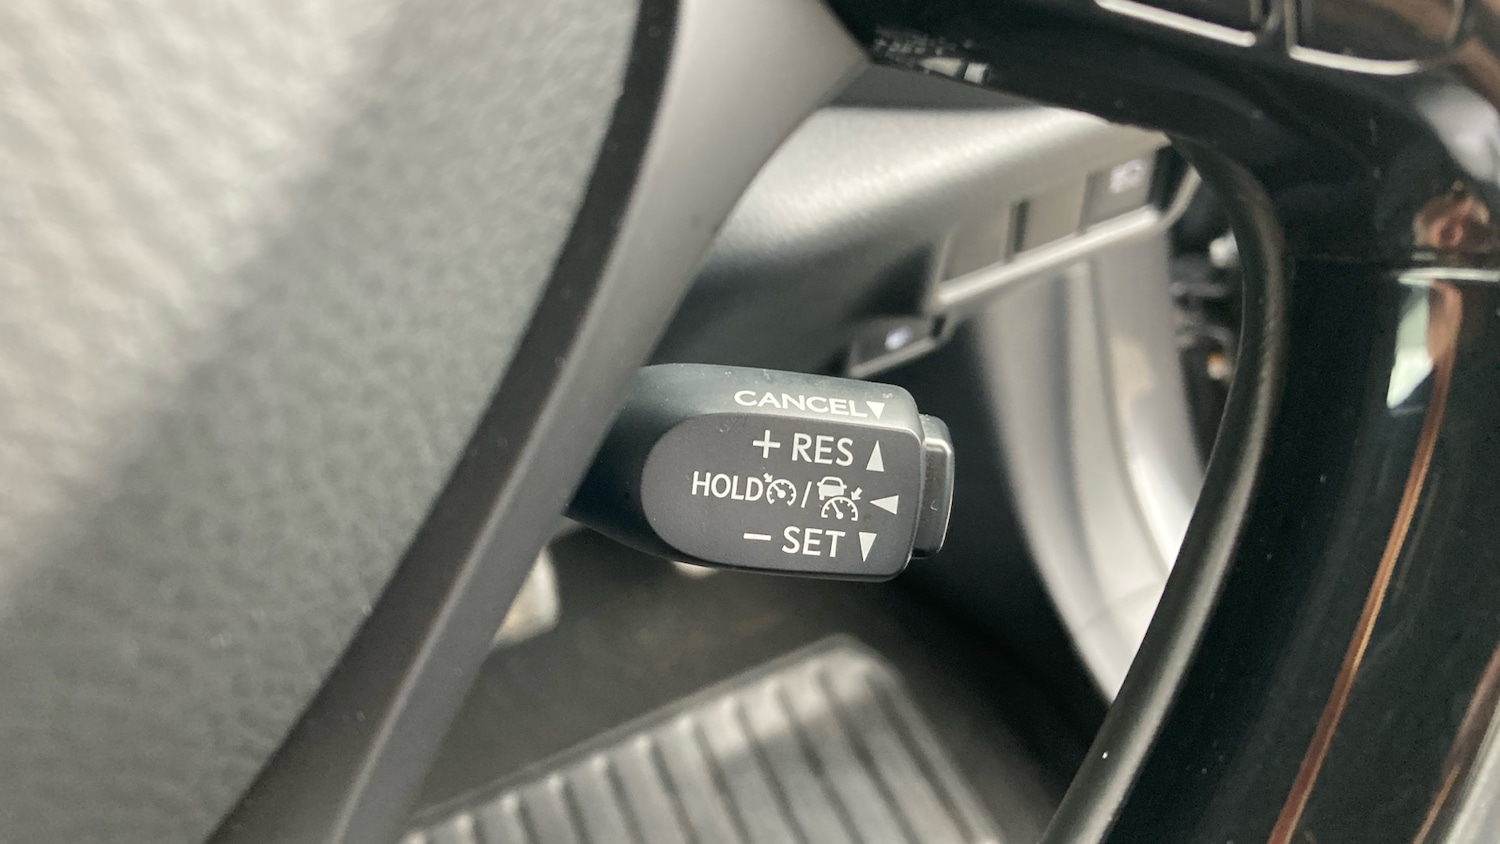 CANCEL▼
+ RES ▲
HOLD / ◀
− SET ▼